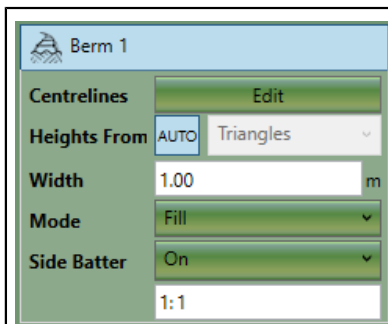 Berm 1
Centrelines Edit
Heights From AUTO Triangles
Width 1.00 m
Mode Fill
Side Batter On
1:1